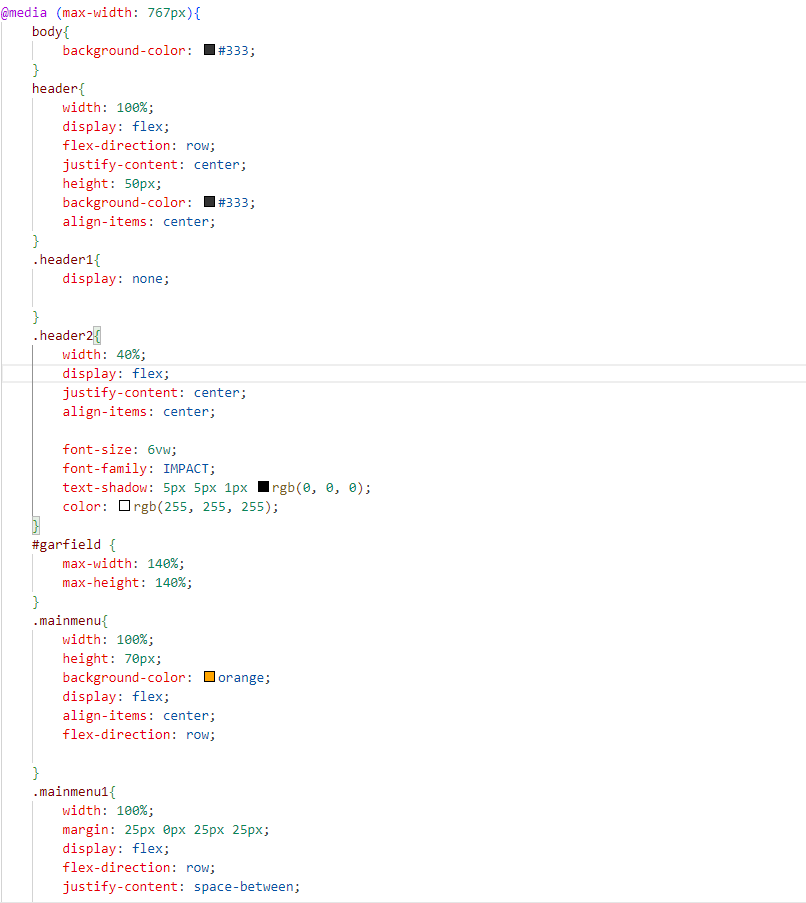 @media (max-width: 767px){
    body{
        background-color: #333;
    }
    header{
        width: 100%;
        display: flex;
        flex-direction: row;
        justify-content: center;
        height: 50px;
        background-color: #333;
        align-items: center;
    }
    .header1{
        display: none;

    }
    .header2{
        width: 40%;
        display: flex;
        justify-content: center;
        align-items: center;

        font-size: 6vw;
        font-family: IMPACT;
        text-shadow: 5px 5px 1px rgb(0, 0, 0);
        color: rgb(255, 255, 255);
    }
    #garfield {
        max-width: 140%;
        max-height: 140%;
    }
    .mainmenu{
        width: 100%;
        height: 70px;
        background-color: orange;
        display: flex;
        align-items: center;
        flex-direction: row;

    }
    .mainmenu1{
        width: 100%;
        margin: 25px 0px 25px 25px;
        display: flex;
        flex-direction: row;
        justify-content: space-between;